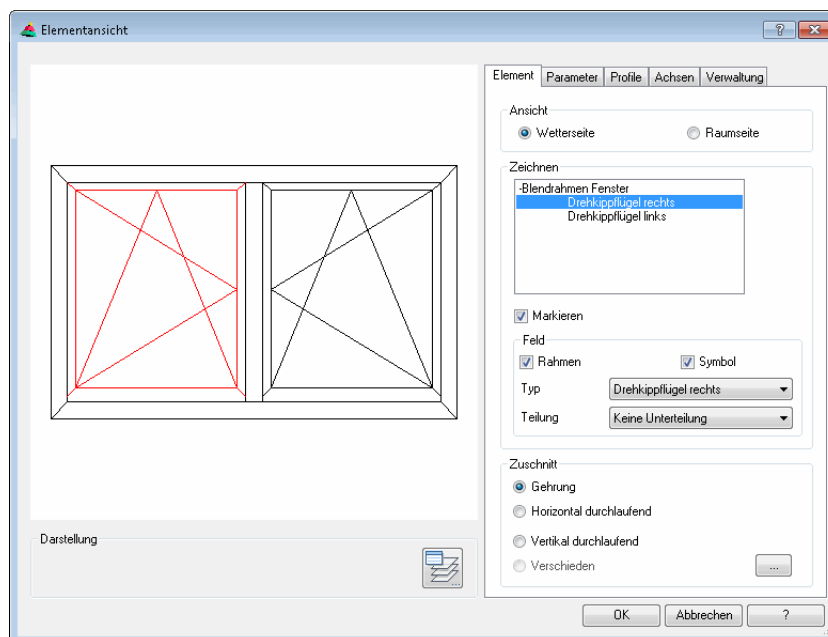 Elementansicht
?
Element Parameter Profile Achsen Verwaltung
Ansicht
Wetterseite Raumseite
Zeichnen
-Blendrahmen Fenster
Drehkippflügel rechts
Drehkippflügel links
Markieren
Feld
Rahmen Symbol
Typ Drehkippflügel rechts
Teilung Keine Unterteilung
Zuschnitt
Gehrung
Horizontal durchlaufend
Vertikal durchlaufend
Verschieden ...
Darstellung
...
OK Abbrechen ?